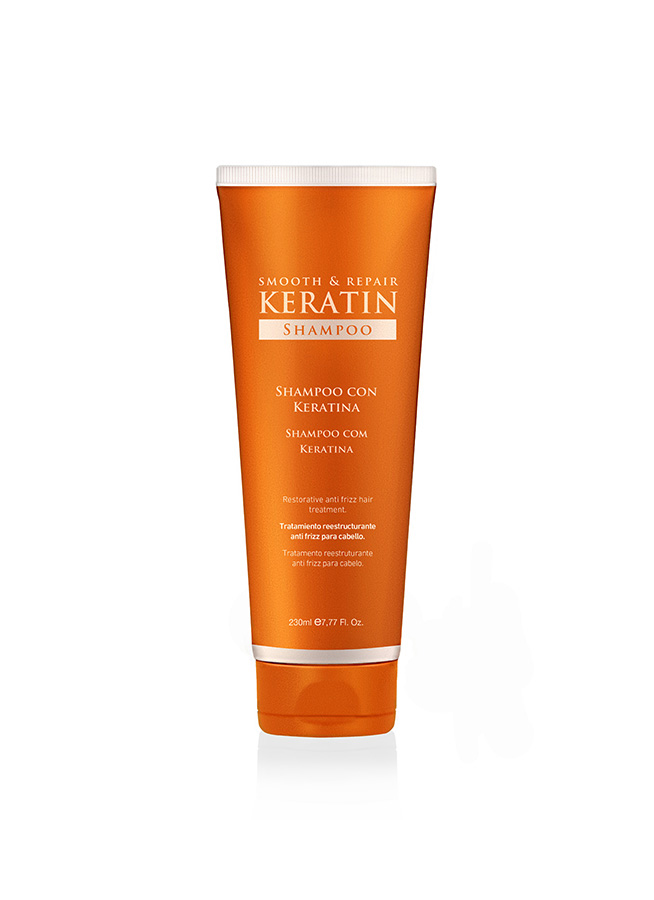 SMOOTH & REPAIR
KERATIN
SHAMPOO
SHAMPOO CON
KERATINA
SHAMPOO COM
KERATINA
Restorative anti frizz hair
treatment.
Tratamiento reestructurante
anti frizz para cabello.
Tratamento reestruturante
anti frizz para cabelo.
230ml ℮7,77 Fl. Oz.